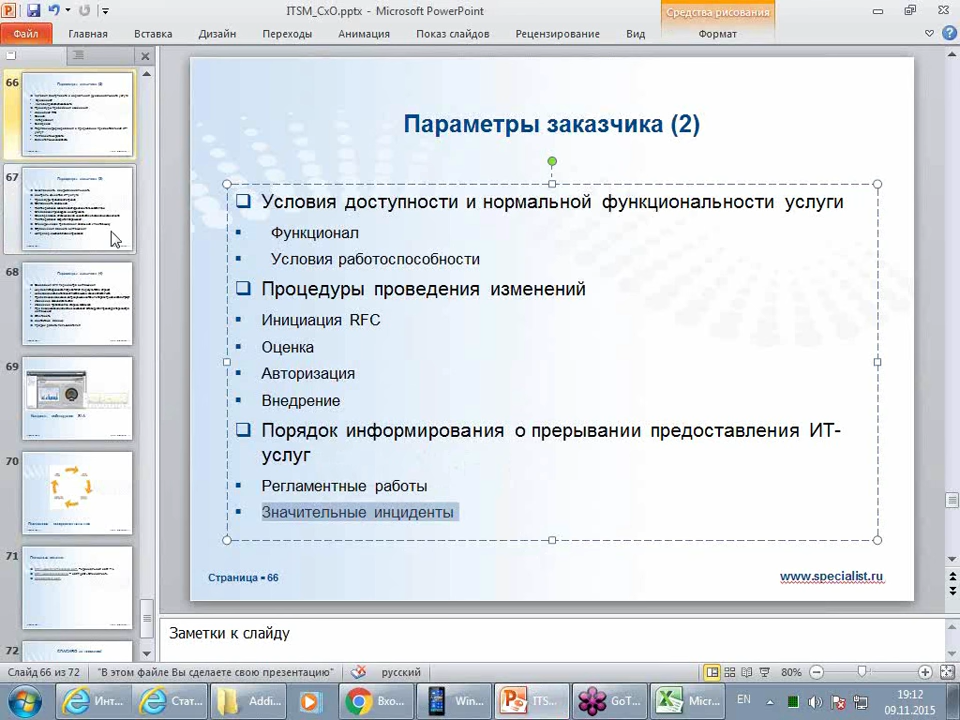 ITSM_CxO.pptx - Microsoft PowerPoint
Средства рисования
Файл
Главная
Вставка
Дизайн
Переходы
Анимация
Показ слайдов
Рецензирование
Вид
Формат
66
67
68
69
70
71
72
Параметры заказчика (2)
Условия доступности и нормальной функциональности услуги
Функционал
Условия работоспособности
Процедуры проведения изменений
Инициация RFC
Оценка
Авторизация
Внедрение
Порядок информирования о прерывании предоставления ИТ-
услуг
Регламентные работы
Значительные инциденты
Страница ▪ 66
www.specialist.ru
Заметки к слайду
Слайд 66 из 72
"В этом файле Вы сделаете свою презентацию"
русский
80%
Инт...
Стат...
Addi...
Вхо...
Win...
ITS...
GoT...
Micr...
EN
19:12
09.11.2015